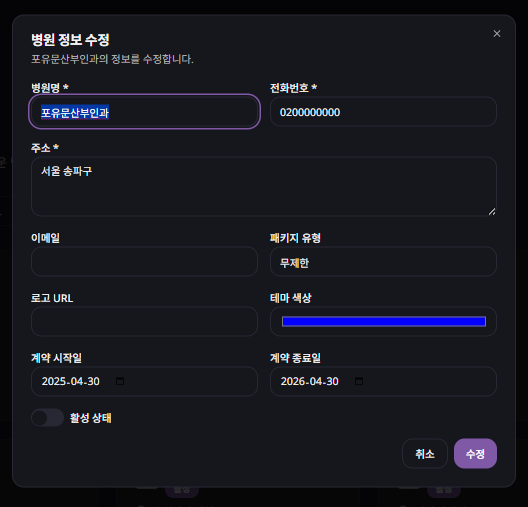 병원 정보 수정
포유문산부인과의 정보를 수정합니다.
병원명 *
전화번호 *
포유문산부인과
0200000000
주소 *
서울 송파구
이메일
패키지 유형
무제한
로고 URL
테마 색상
계약 시작일
계약 종료일
2025-04-30
2026-04-30
활성 상태
취소
수정